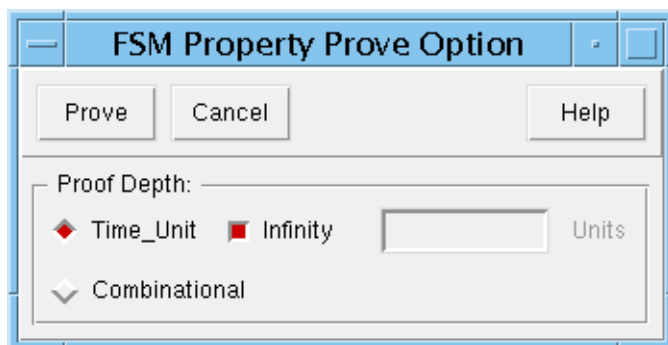 FSM Property Prove Option
Prove Cancel Help
Proof Depth:
Time_Unit Infinity Units
Combinational